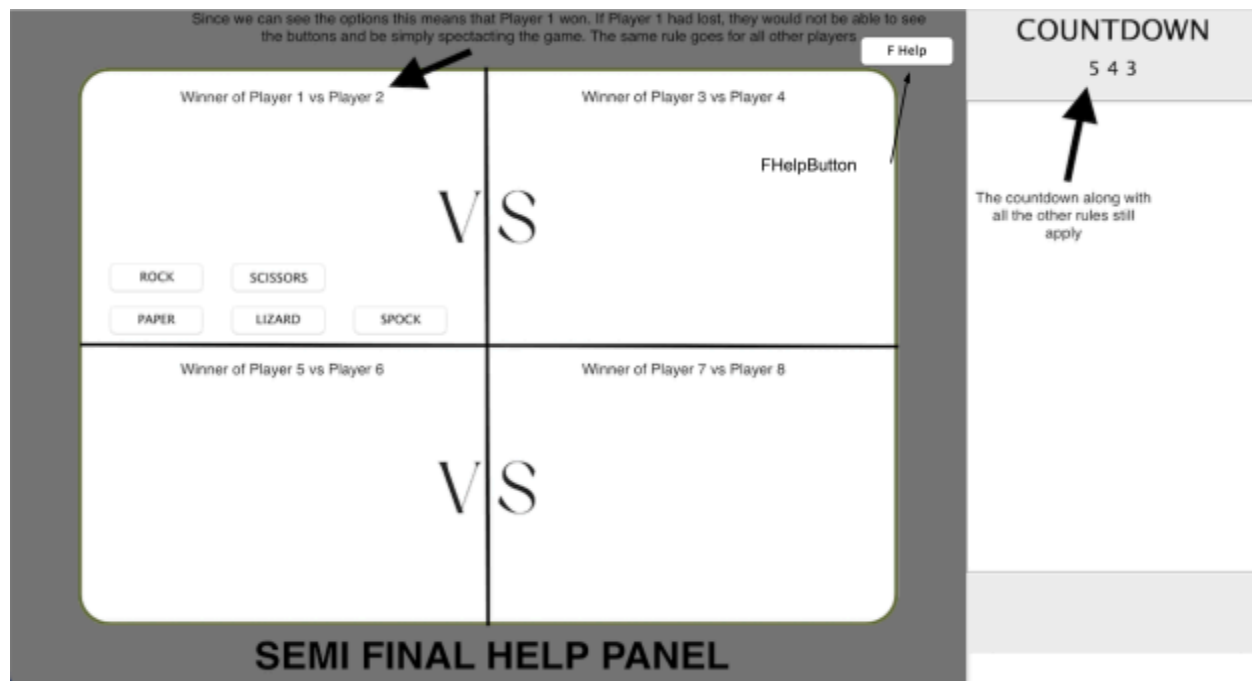 Since we can see the options this means that Player 1 won. If Player 1 had lost, they would not be able to see
the buttons and be simply spectacting the game. The same rule goes for all other players
F Help
COUNTDOWN
5 4 3
Winner of Player 1 vs Player 2
Winner of Player 3 vs Player 4
FHelpButton
The countdown along with
all the other rules still
apply
VS
ROCK
SCISSORS
PAPER
LIZARD
SPOCK
Winner of Player 5 vs Player 6
Winner of Player 7 vs Player 8
VS
SEMI FINAL HELP PANEL